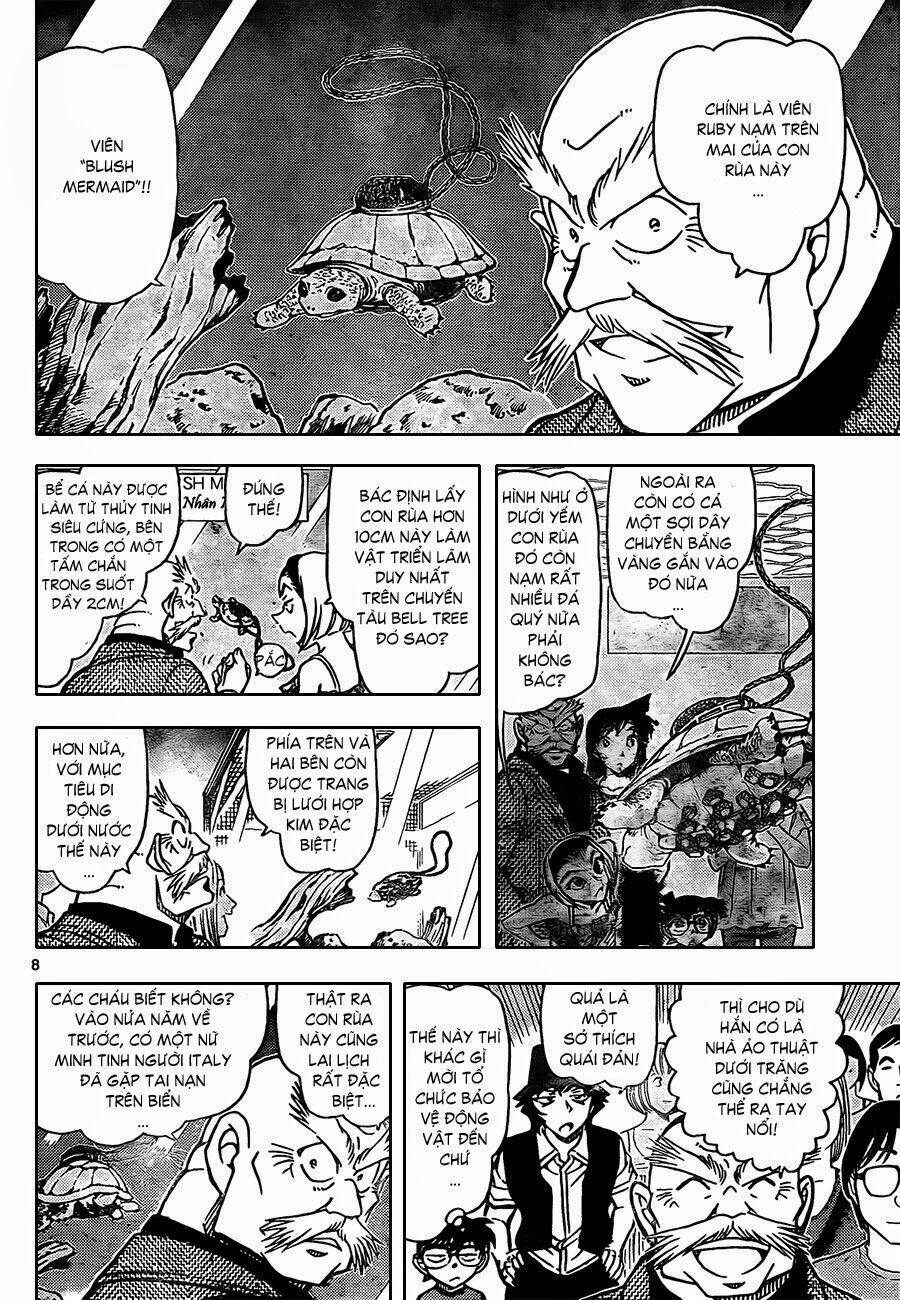 CHÍNH LÀ VIÊN
RUBY NẠM TRÊN
MAI CỦA CON
RÙA NÀY
...
VIÊN
"BLUSH
MERMAID"!!
NGOÀI RA
CÒN CÓ CẢ
MỘT SỢI DÂY
CHUYỀN BẰNG
VÀNG GẮN VÀO
ĐÓ NỮA
...
HÌNH NHƯ Ở
DƯỚI YẾM
CON RÙA
ĐÓ CÒN
NẠM RẤT
NHIỀU ĐÁ
QUÝ NỮA
PHẢI
KHÔNG
BÁC?
BÁC ĐỊNH LẤY
CON RÙA HƠN
10CM NÀY LÀM
VẬT TRIỂN LÃM
DUY NHẤT
TRÊN CHUYẾN
TÀU BELL TREE
ĐÓ SAO?
ĐÚNG
THẾ!
SH M
Nhân
PẮC
BỂ CÁ NÀY ĐƯỢC
LÀM TỪ THỦY TINH
SIÊU CỨNG, BÊN
TRONG CÓ MỘT
TẤM CHẮN
TRONG SUỐT
DẦY 2CM!
PHÍA TRÊN VÀ
HAI BÊN CÒN
ĐƯỢC TRANG
BỊ LƯỚI HỢP
KIM ĐẶC
BIỆT!
HƠN NỮA,
VỚI MỤC
TIÊU DI
ĐỘNG
DƯỚI NƯỚC
THẾ NÀY
...
8
THÌ CHO DÙ
HẮN CÓ LÀ
NHÀ ẢO THUẬT
DƯỚI TRĂNG
CŨNG CHẲNG
THỂ RA TAY
NỔI!
QUẢ LÀ
MỘT
SỞ THÍCH
QUÁI ĐẢN!
THẾ NÀY THÌ
KHÁC GÌ
MỜI TỔ
CHỨC BẢO
VỆ ĐỘNG
VẬT ĐẾN
CHỨ
...
THẬT RA
CON RÙA
NÀY CŨNG
LAI LỊCH
RẤT ĐẶC
BIỆT...
CÁC CHÁU BIẾT KHÔNG?
VÀO NỬA NĂM VỀ
TRƯỚC, CÓ MỘT NỮ
MINH TINH NGƯỜI ITALY
ĐÃ GẶP TAI NẠN
TRÊN BIỂN
...